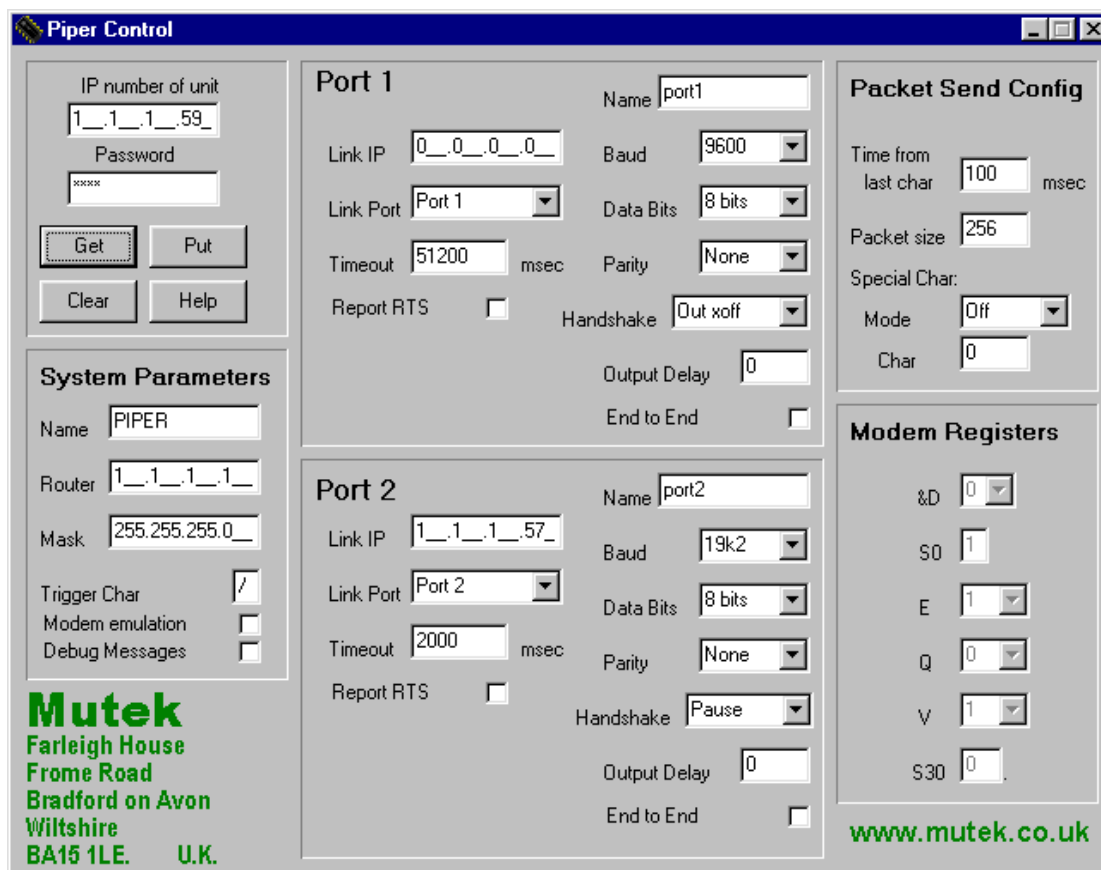 Piper Control
IP number of unit
1__.1__.1__.59_
Password
****
Get
Put
Clear
Help
System Parameters
Name PIPER
Router 1__.1__.1__.1__
Mask 255.255.255.0__
Trigger Char /
Modem emulation
Debug Messages
Mutek
Farleigh House
Frome Road
Bradford on Avon
Wiltshire
BA15 1LE. U.K.
Port 1
Name port1
Link IP 0__.0__.0__.0__
Baud 9600
Link Port Port 1
Data Bits 8 bits
Timeout 51200 msec
Parity None
Report RTS
Handshake Out xoff
Output Delay 0
End to End
Port 2
Name port2
Link IP 1__.1__.1__.57_
Baud 19k2
Link Port Port 2
Data Bits 8 bits
Timeout 2000 msec
Parity None
Report RTS
Handshake Pause
Output Delay 0
End to End
Packet Send Config
Time from
last char 100 msec
Packet size 256
Special Char:
Mode Off
Char 0
Modem Registers
&D 0
S0 1
E 1
Q 0
V 1
S30 0 .
www.mutek.co.uk